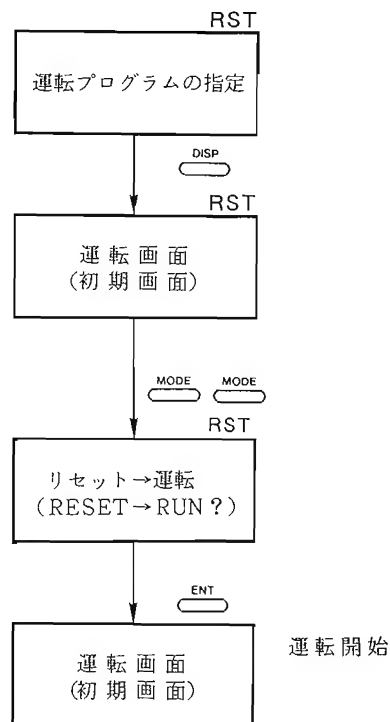 RST
運転プログラムの指定
DISP
RST
運転画面
(初期画面)
MODE MODE
RST
リセット→運転
(RESET→RUN？)
ENT
運転画面
(初期画面)
運転開始